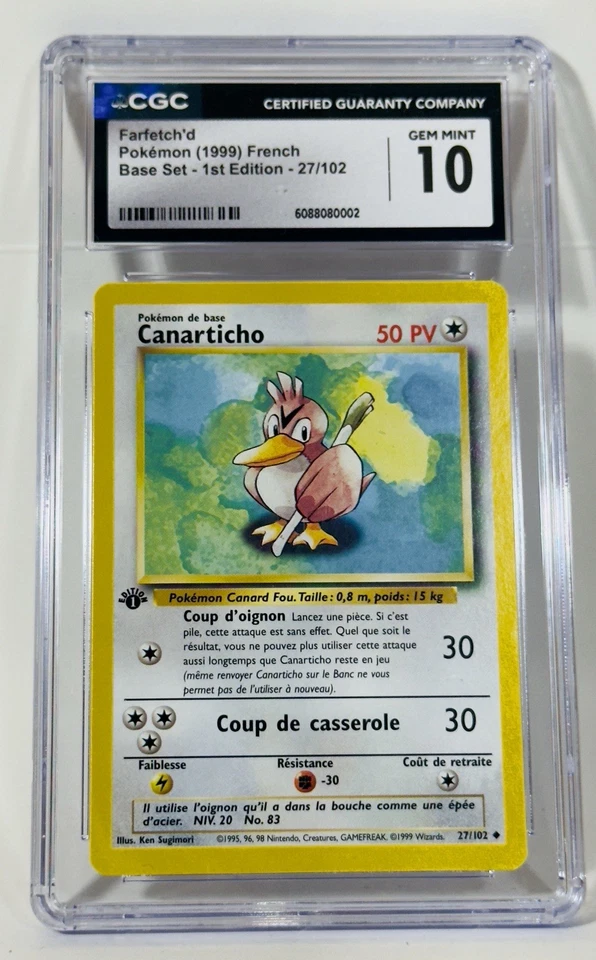 CGC
CERTIFIED GUARANTY COMPANY
Farfetch'd
Pokémon (1999) French
Base Set - 1st Edition - 27/102
GEM MINT
10
6088080002
Pokémon de base
Canarticho
50 PV
EDITION
1
Pokémon Canard Fou. Taille : 0,8 m, poids : 15 kg
Coup d'oignon Lancez une pièce. Si c'est
pile, cette attaque est sans effet. Quel que soit le
résultat, vous ne pouvez plus utiliser cette attaque
aussi longtemps que Canarticho reste en jeu
(même renvoyer Canarticho sur le Banc ne vous
permet pas de l'utiliser à nouveau).
30
Coup de casserole
30
Faiblesse
Résistance
Coût de retraite
-30
Il utilise l'oignon qu'il a dans la bouche comme une épée
d'acier. NIV. 20 No. 83
Illus. Ken Sugimori
©1995, 96, 98 Nintendo, Creatures, GAMEFREAK. ©1999 Wizards.
27/102